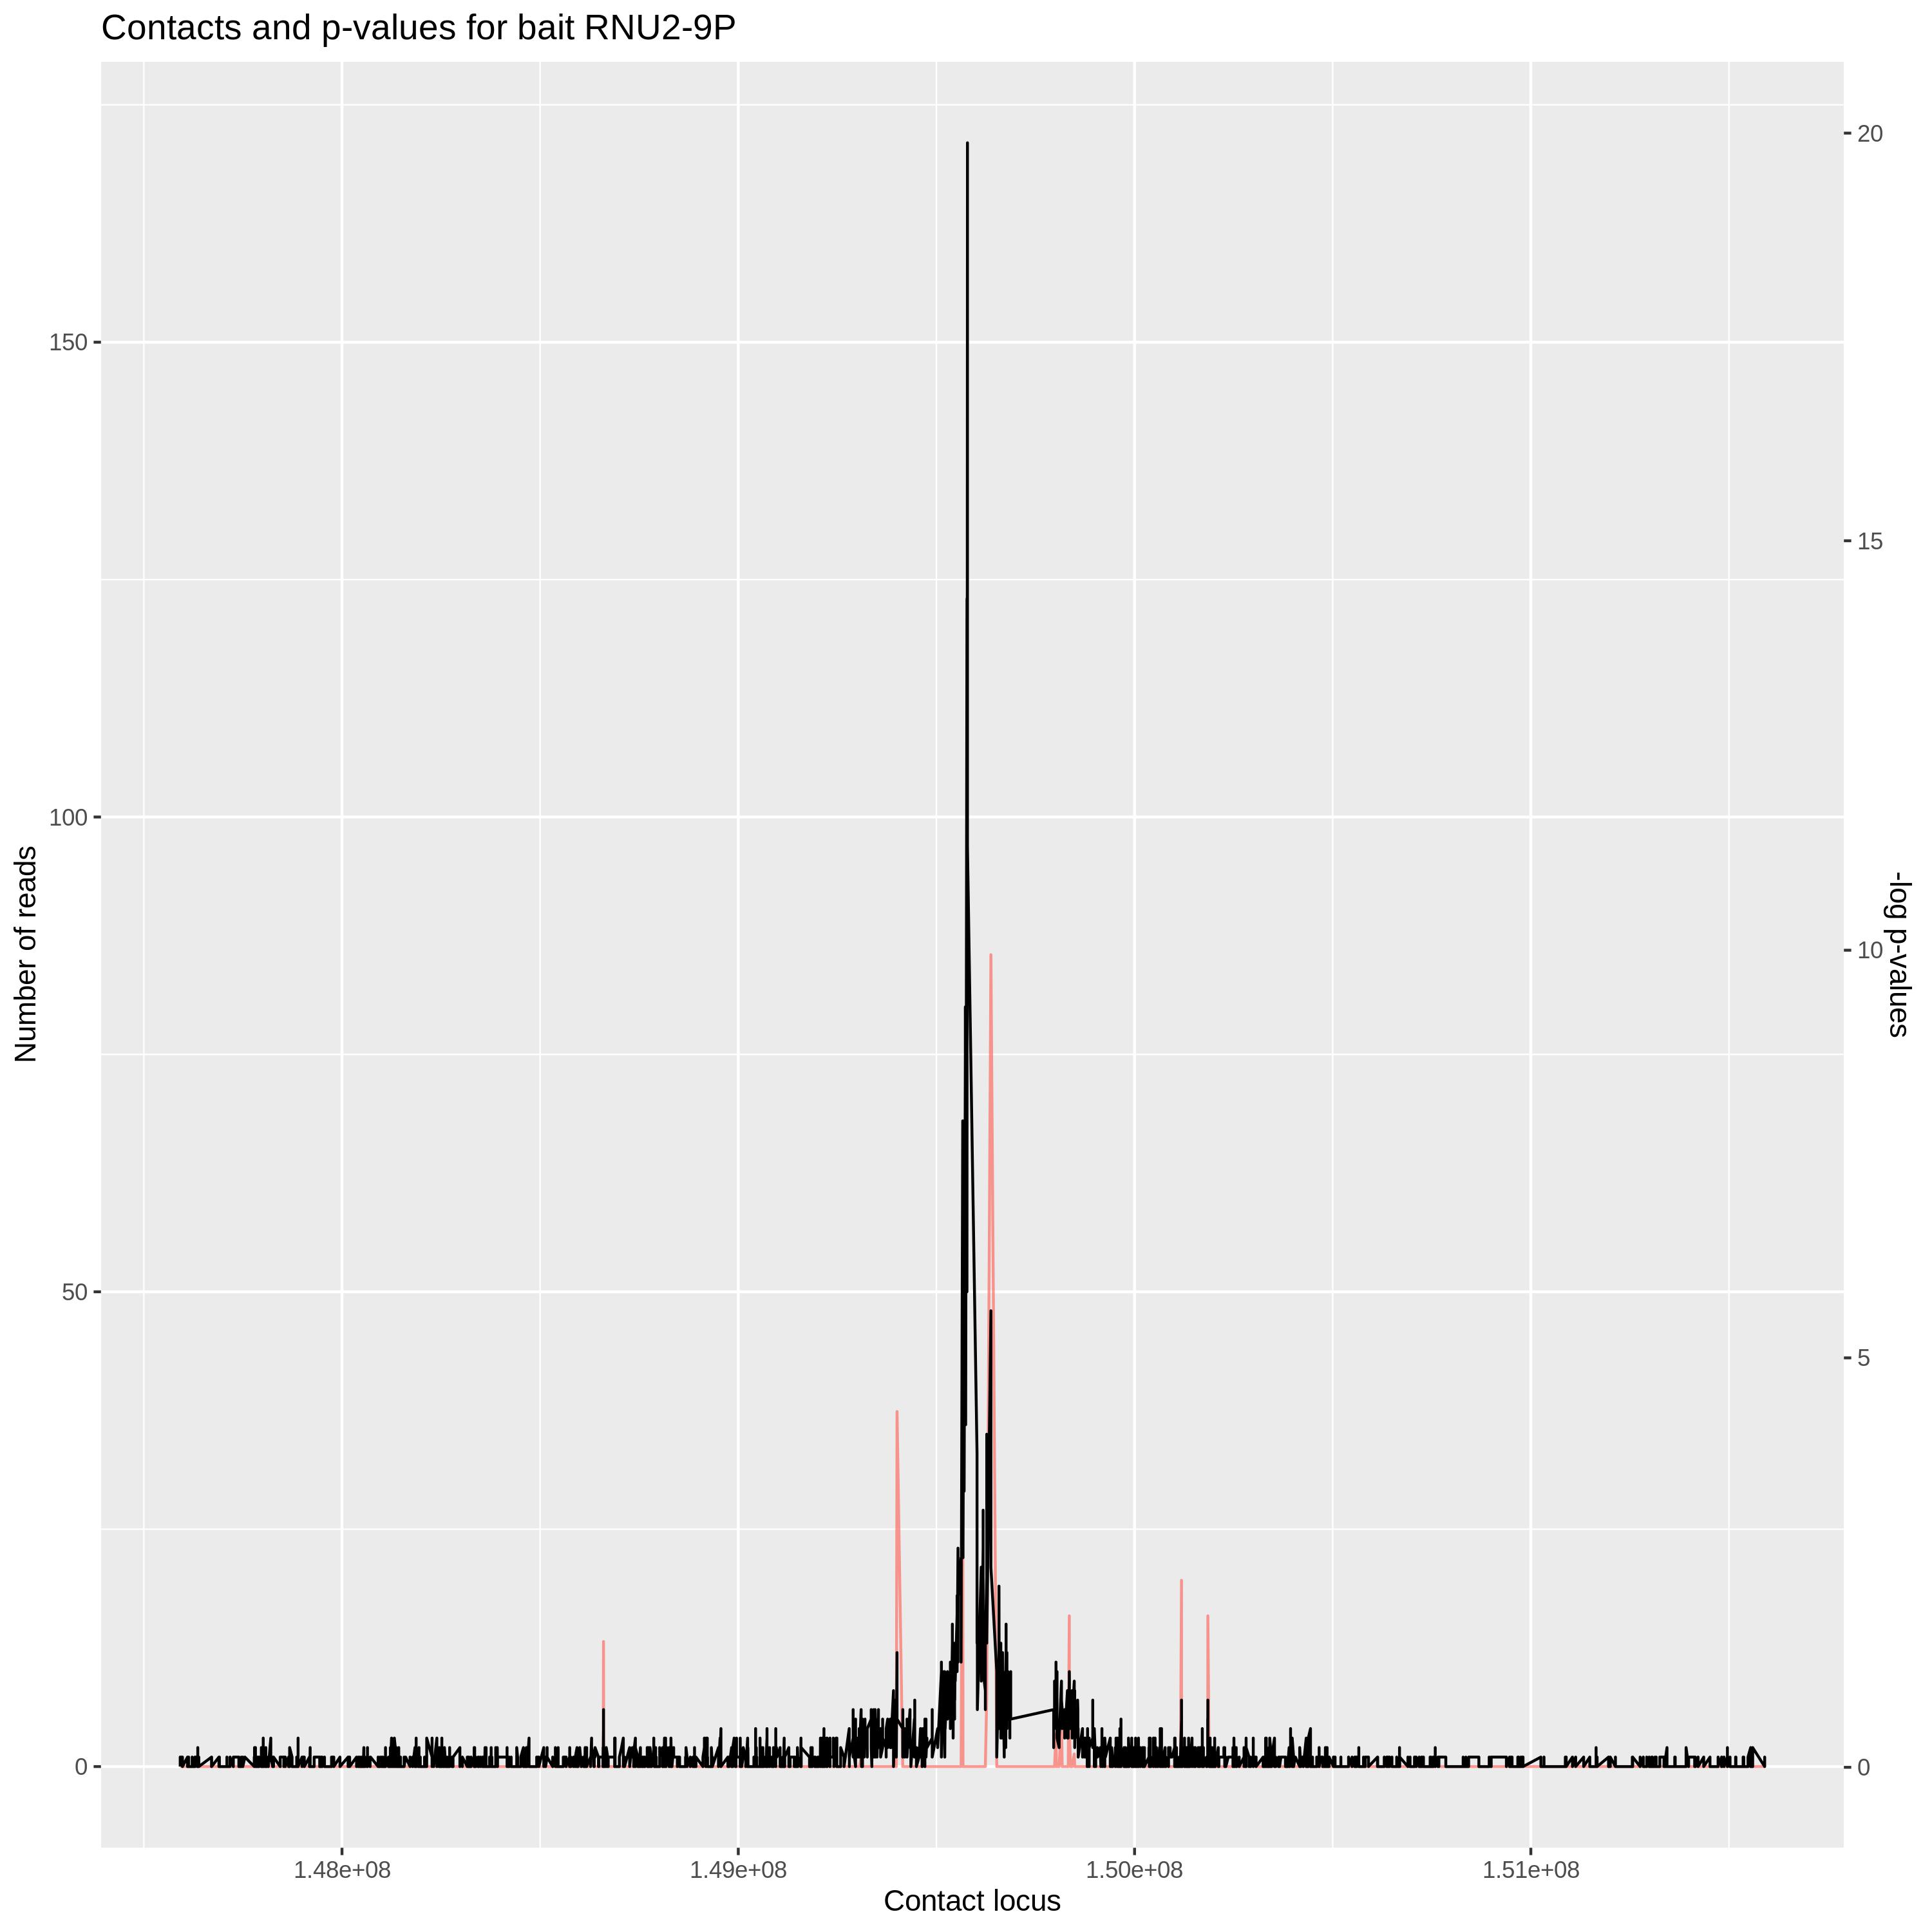 Contacts and p-values for bait RNU2-9P
Number of reads
150
100
50
0
20
15
10
5
0
-log p-values
1.48e+08
1.49e+08
1.50e+08
1.51e+08
Contact locus